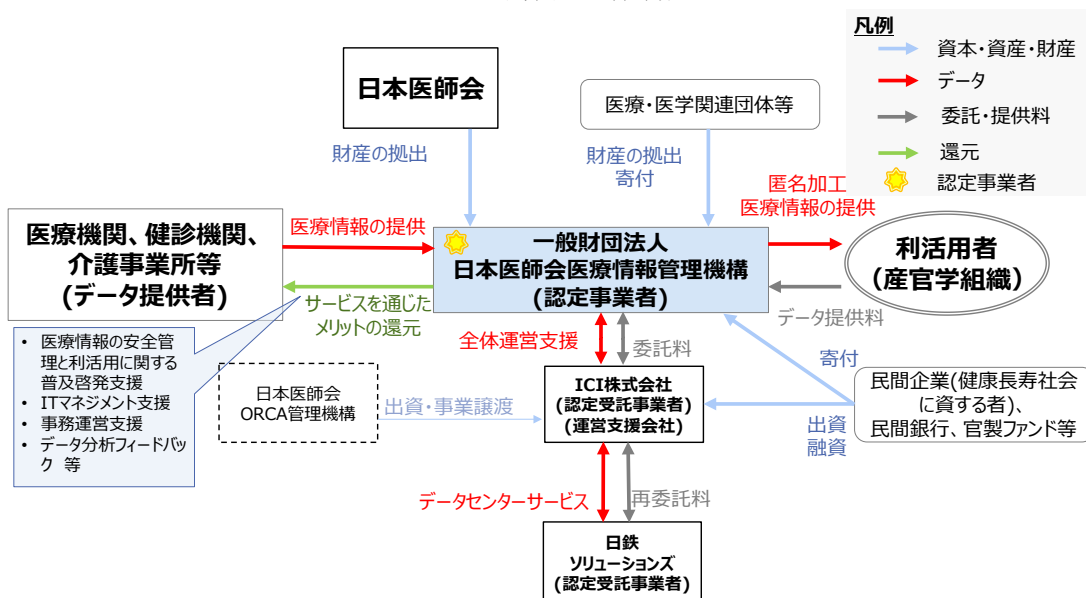 凡例
資本・資産・財産
データ
委託・提供料
還元
認定事業者
日本医師会
医療・医学関連団体等
財産の拠出
財産の拠出
寄付
匿名加工
医療情報の提供
医療機関、健診機関、
介護事業所等
(データ提供者)
医療情報の提供
一般財団法人
日本医師会医療情報管理機構
(認定事業者)
利活用者
(産官学組織)
サービスを通じた
メリットの還元
データ提供料
• 医療情報の安全管
理と利活用に関する
普及啓発支援
• ITマネジメント支援
• 事務運営支援
• データ分析フィードバッ
ク 等
全体運営支援
委託料
寄付
日本医師会
ORCA管理機構
出資・事業譲渡
ICI株式会社
(認定受託事業者)
(運営支援会社)
出資
融資
民間企業(健康長寿社会
に資する者)、
民間銀行、官製ファンド等
データセンターサービス
再委託料
日鉄
ソリューションズ
(認定受託事業者)